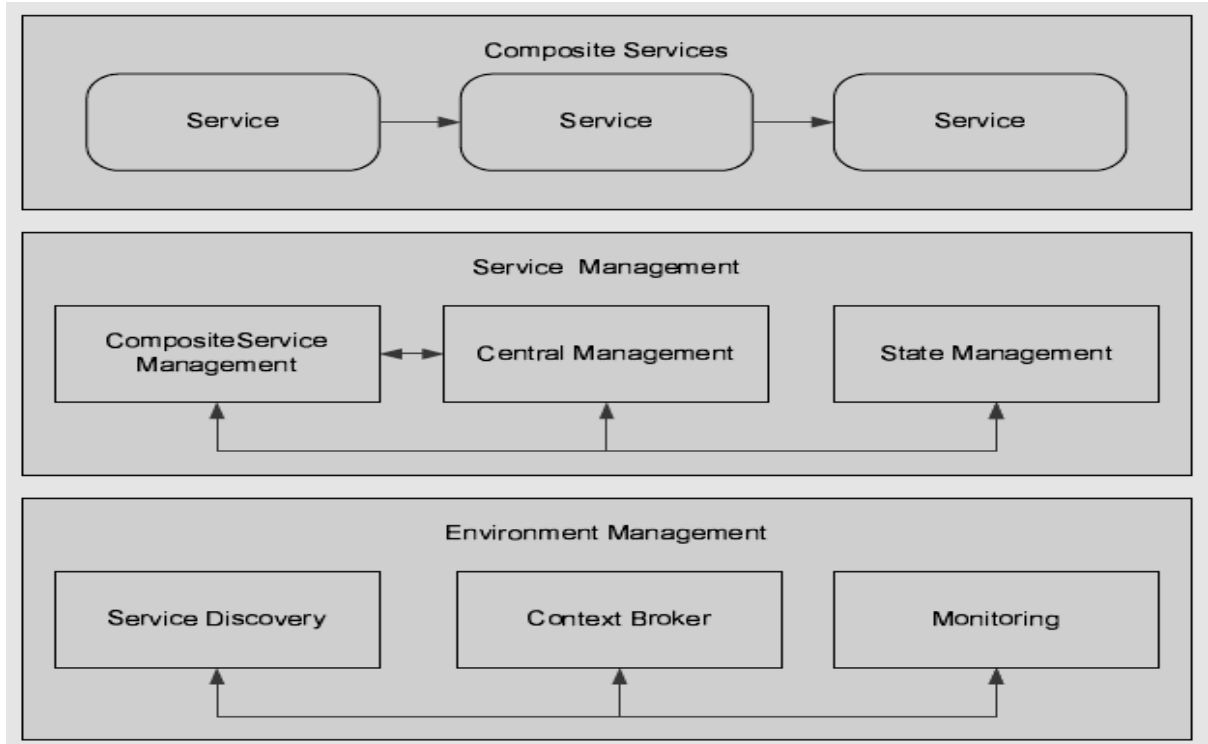 Composite Services
Service
Service
Service
Service Management
CompositeService
Management
Central Management
State Management
Environment Management
Service Discovery
Context Broker
Monitoring